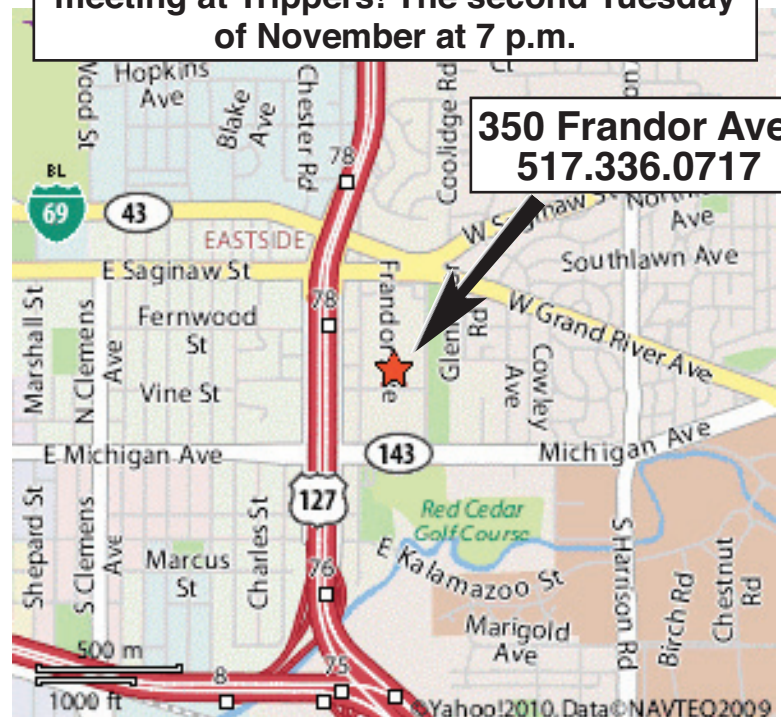 meeting at Trippers! The second Tuesday
of November at 7 p.m.
Hopkins
Ave
Wood St
Blake
Ave
Chester Rd
Coolidge Rd
Ct
78
350 Frandor Ave
517.336.0717
BL
69
43
W Saginaw St
Ave
EASTSIDE
E Saginaw St
Southlawn Ave
78
Frandor
Rd
W Grand River Ave
Marshall St
N Clemens
Ave
Fernwood
St
Vine St
Cowley
Ave
E Michigan Ave
143
Michigan Ave
127
Shepard St
S Clemens
Ave
Marcus
St
Charles St
Red Cedar
Golf Course
E Kalamazoo St
S Harrison Rd
Birch Rd
Chestnut
Rd
76
Marigold
Ave
500 m
1000 ft
8
75
©Yahoo!2010,Data©NAVTEQ2009